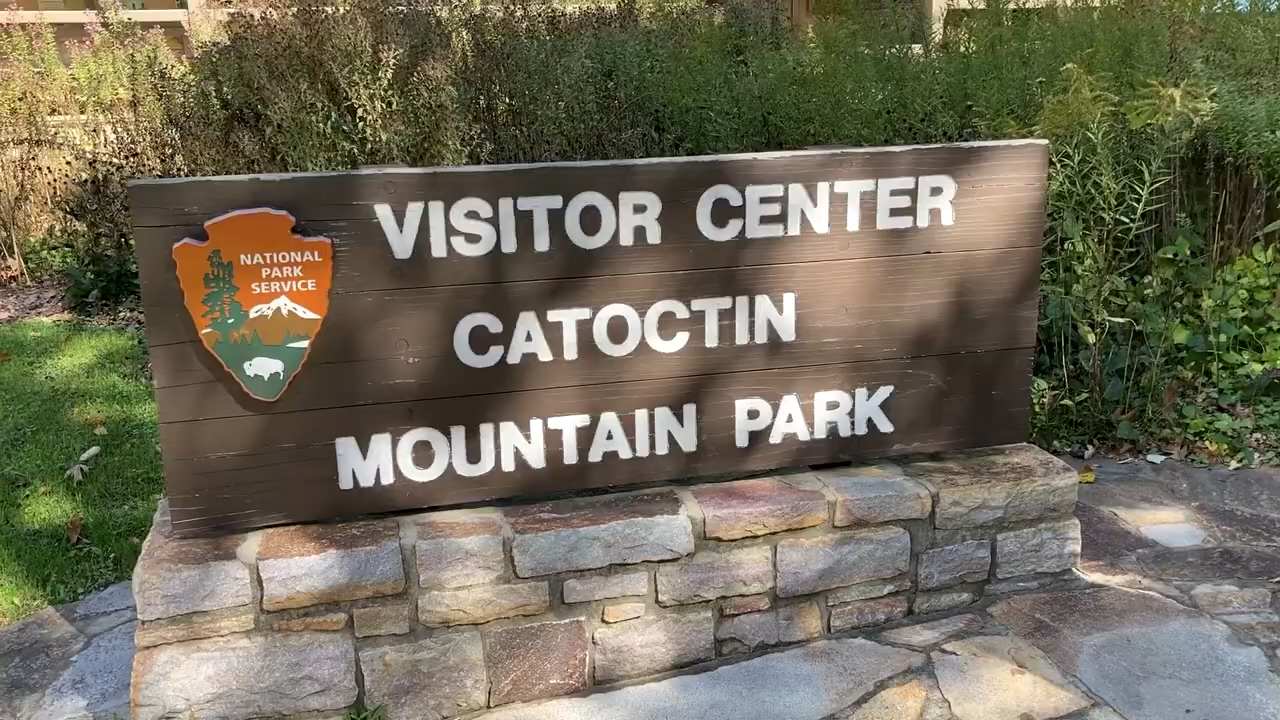 NATIONAL
PARK
SERVICE
VISITOR CENTER
CATOCTIN
MOUNTAIN PARK